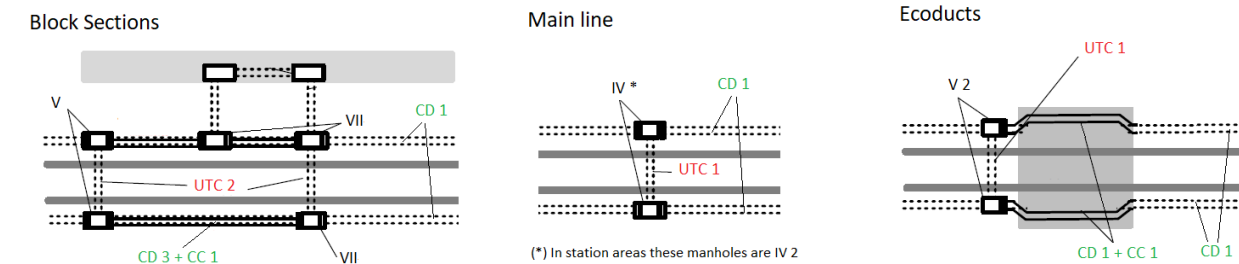 Block Sections
V
VII
CD 1
UTC 2
CD 3 + CC 1
VII
Main line
IV *
CD 1
UTC 1
(*) In station areas these manholes are IV 2
Ecoducts
UTC 1
V 2
CD 1 + CC 1
CD 1